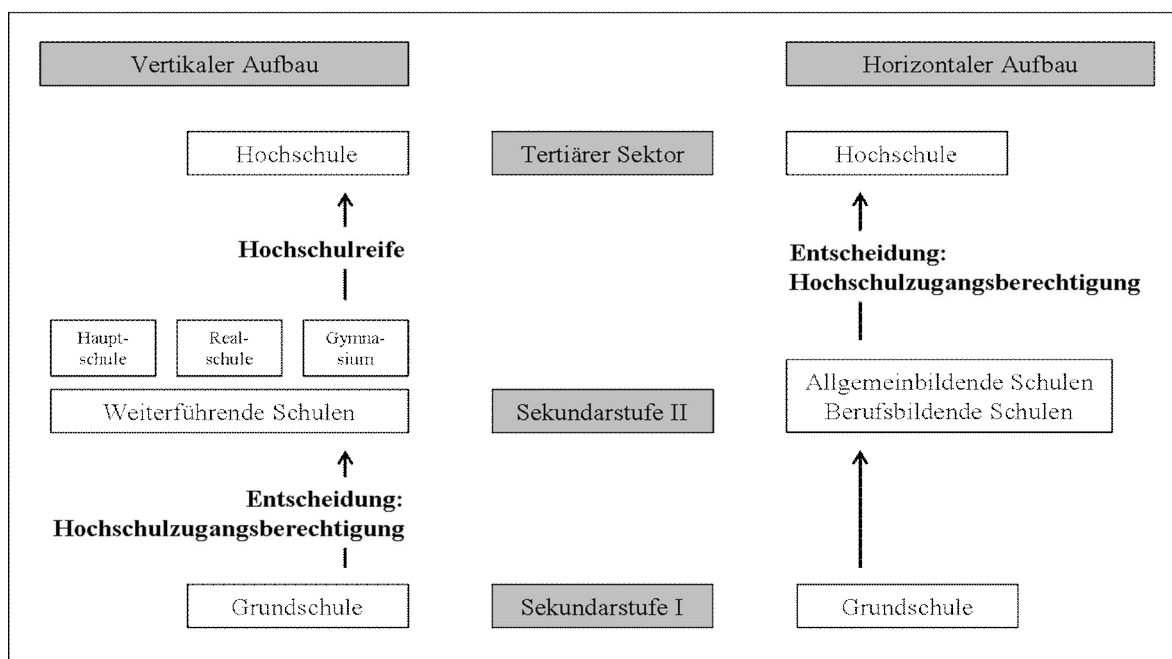 Vertikaler Aufbau
Horizontaler Aufbau
Hochschule
Tertiärer Sektor
Hochschule
Hochschulreife
Entscheidung:
Hochschulzugangsberechtigung
Haupt-
schule
Real-
schule
Gymna-
sium
Weiterführende Schulen
Sekundarstufe II
Allgemeinbildende Schulen
Berufsbildende Schulen
Entscheidung:
Hochschulzugangsberechtigung
Grundschule
Sekundarstufe I
Grundschule